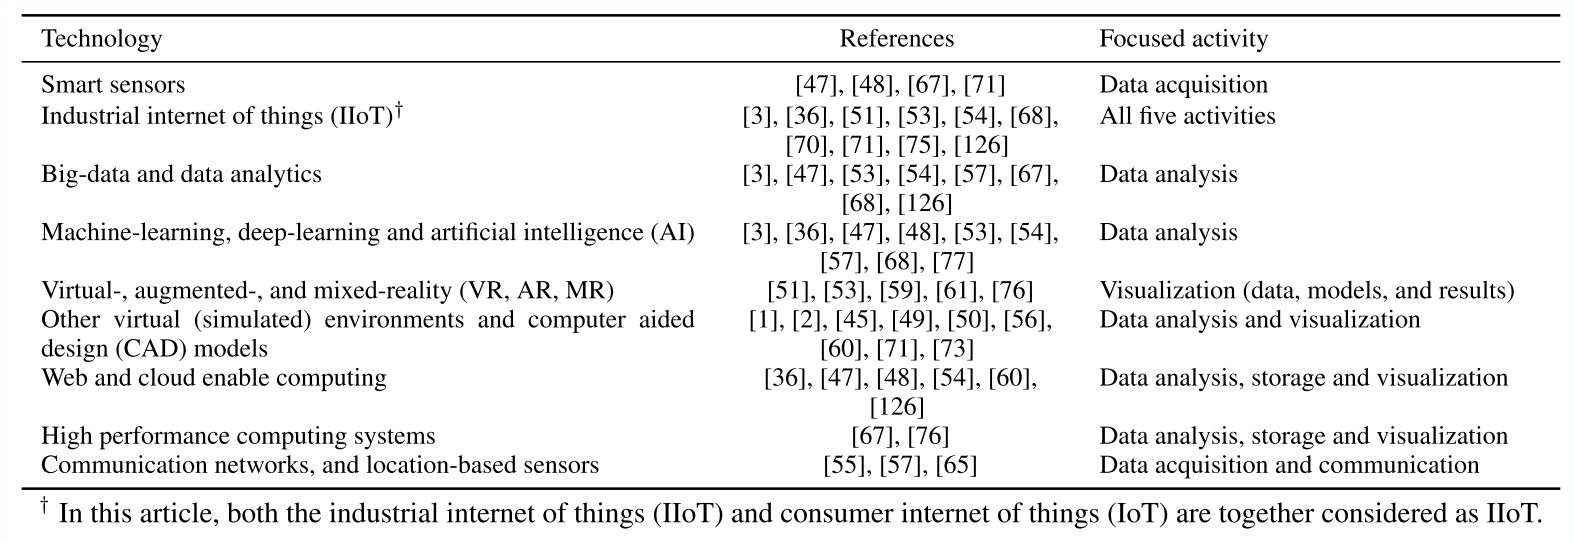 Technology References Focused activity
Smart sensors [47], [48], [67], [71] Data acquisition
Industrial internet of things (IIoT)† [3], [36], [51], [53], [54], [68], All five activities
[70], [71], [75], [126]
Big-data and data analytics [3], [47], [53], [54], [57], [67], Data analysis
[68], [126]
Machine-learning, deep-learning and artificial intelligence (AI) [3], [36], [47], [48], [53], [54], Data analysis
[57], [68], [77]
Virtual-, augmented-, and mixed-reality (VR, AR, MR) [51], [53], [59], [61], [76] Visualization (data, models, and results)
Other virtual (simulated) environments and computer aided [1], [2], [45], [49], [50], [56], Data analysis and visualization
design (CAD) models [60], [71], [73]
Web and cloud enable computing [36], [47], [48], [54], [60], Data analysis, storage and visualization
[126]
High performance computing systems [67], [76] Data analysis, storage and visualization
Communication networks, and location-based sensors [55], [57], [65] Data acquisition and communication
† In this article, both the industrial internet of things (IIoT) and consumer internet of things (IoT) are together considered as IIoT.